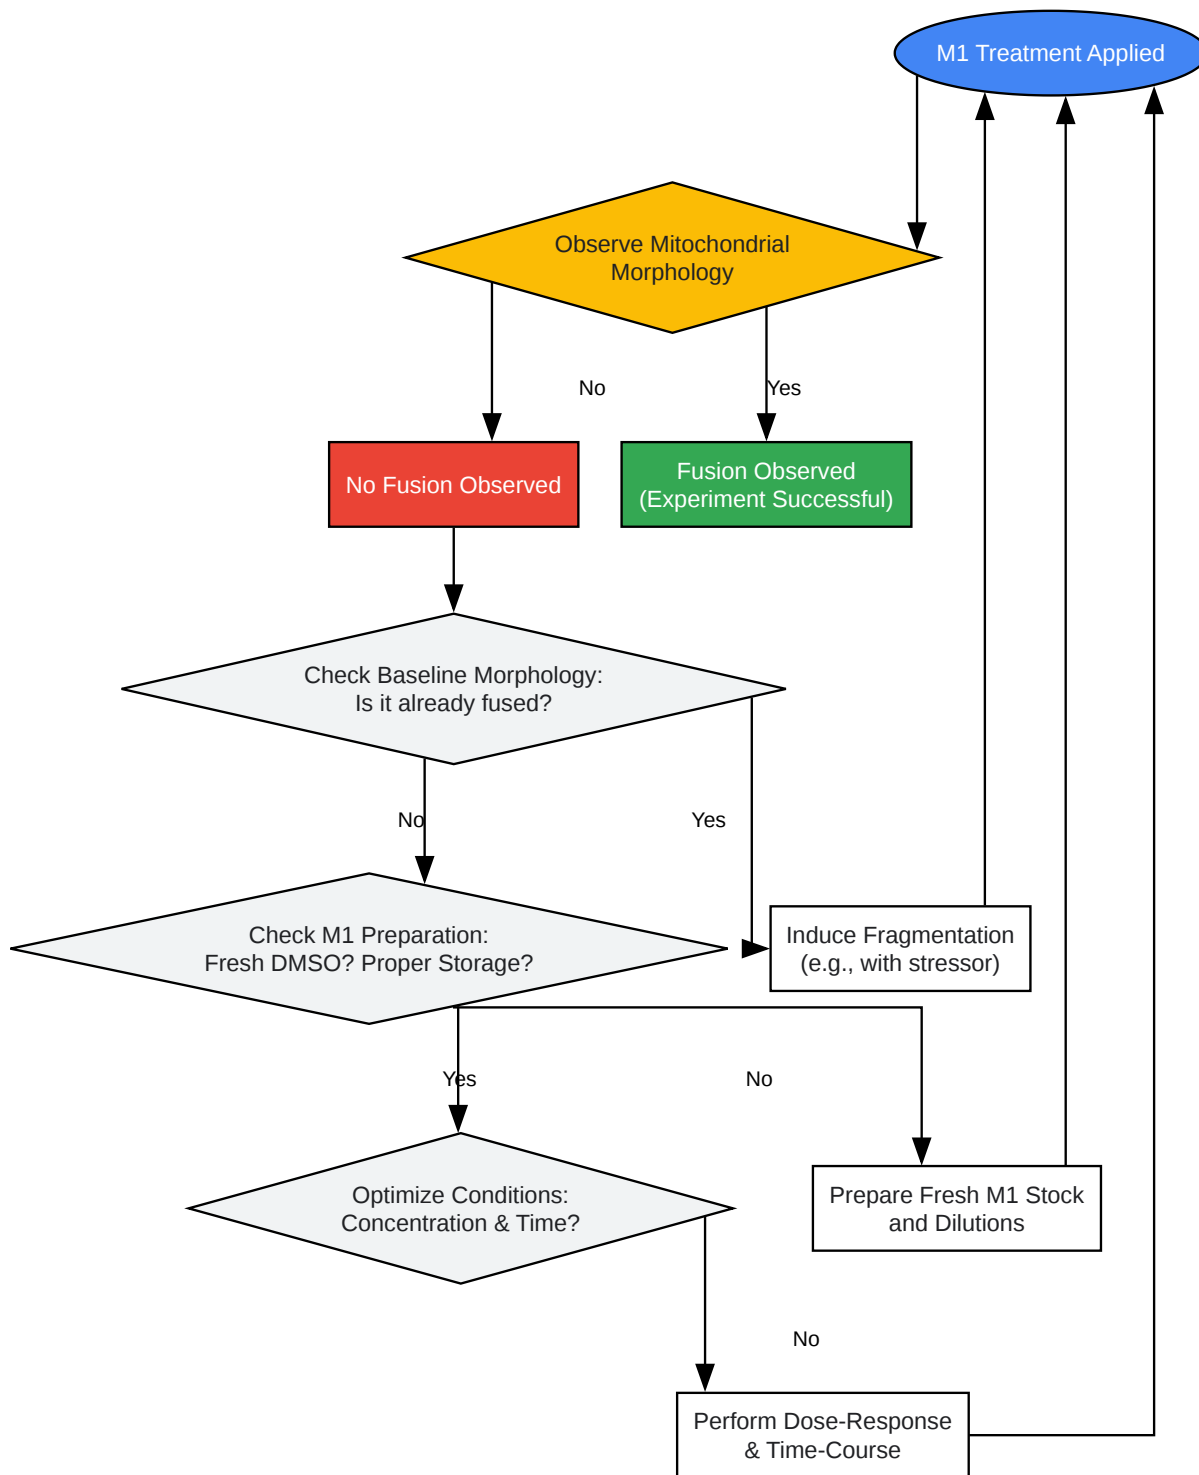 M1 Treatment Applied
Observe Mitochondrial
Morphology
No
Yes
No Fusion Observed
Fusion Observed
(Experiment Successful)
Check Baseline Morphology:
Is it already fused?
No
Yes
Check M1 Preparation:
Fresh DMSO? Proper Storage?
Induce Fragmentation
(e.g., with stressor)
Yes
No
Optimize Conditions:
Concentration & Time?
Prepare Fresh M1 Stock
and Dilutions
No
Perform Dose-Response
& Time-Course